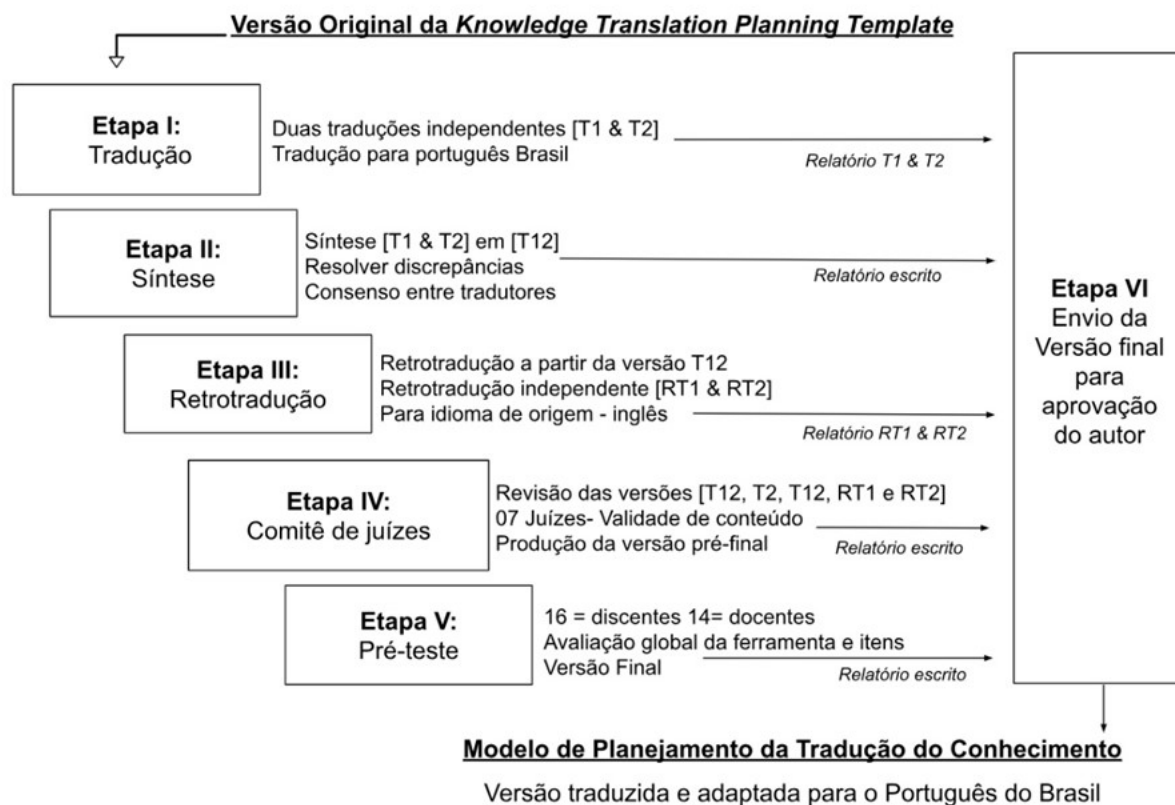 Versão Original da Knowledge Translation Planning Template
Etapa I:
Tradução
Duas traduções independentes [T1 & T2]
Tradução para português Brasil
Relatório T1 & T2
Etapa II:
Síntese
Síntese [T1 & T2] em [T12]
Resolver discrepâncias
Consenso entre tradutores
Relatório escrito
Etapa III:
Retrotradução
Retrotradução a partir da versão T12
Retrotradução independente [RT1 & RT2]
Para idioma de origem - inglês
Relatório RT1 & RT2
Etapa IV:
Comitê de juízes
Revisão das versões [T12, T2, T12, RT1 e RT2]
07 Juízes- Validade de conteúdo
Produção da versão pré-final
Relatório escrito
Etapa V:
Pré-teste
16 = discentes 14= docentes
Avaliação global da ferramenta e itens
Versão Final
Relatório escrito
Etapa VI
Envio da
Versão final
para
aprovação
do autor
Modelo de Planejamento da Tradução do Conhecimento
Versão traduzida e adaptada para o Português do Brasil